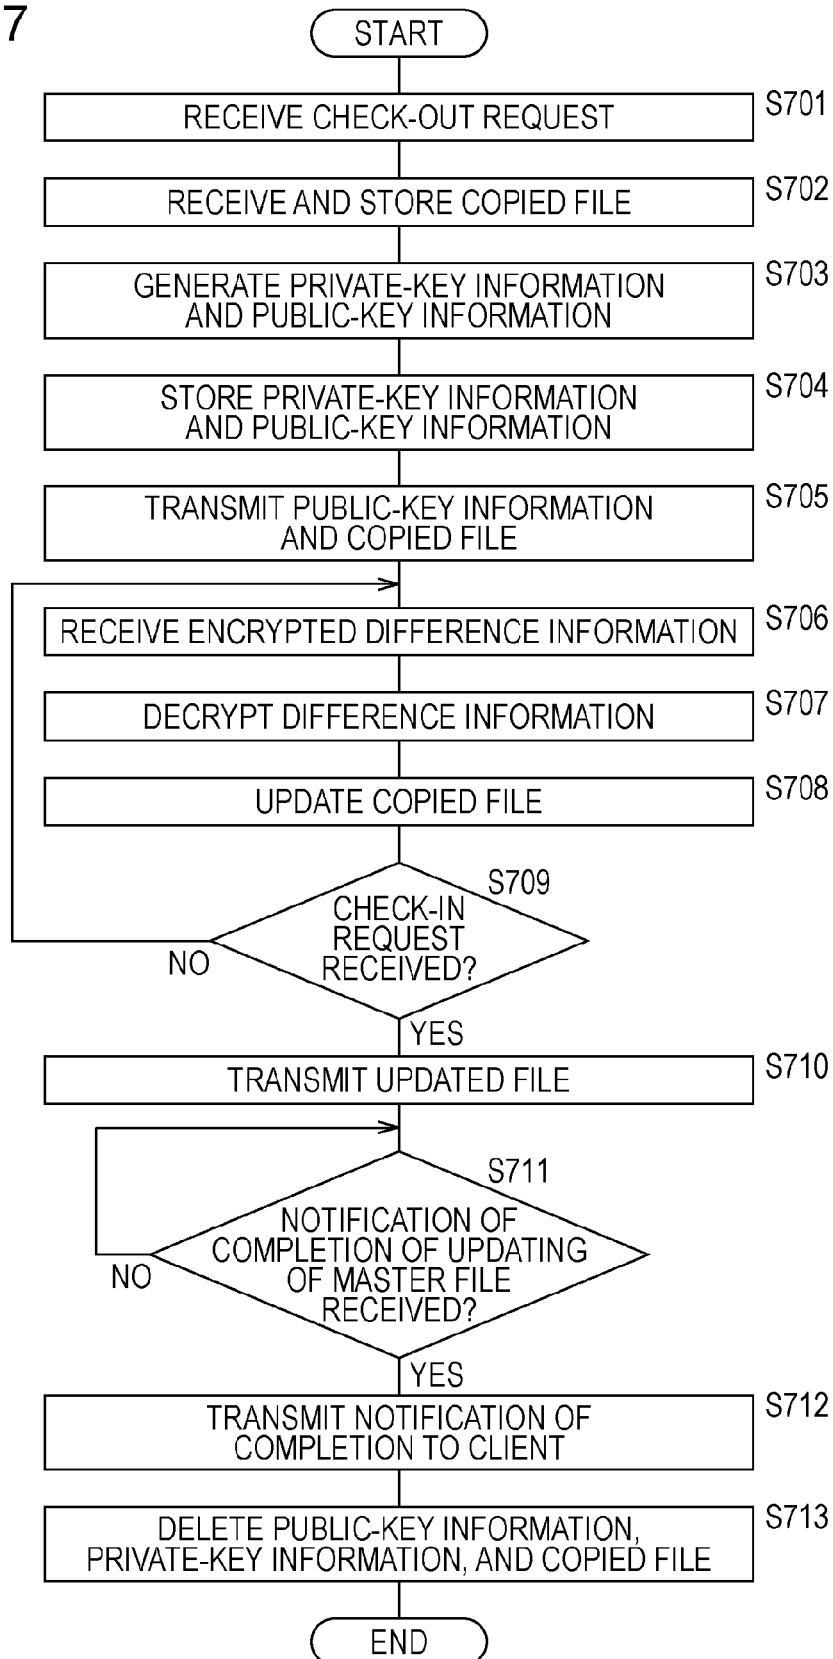 7
START
S701
RECEIVE CHECK-OUT REQUEST
S702
RECEIVE AND STORE COPIED FILE
S703
GENERATE PRIVATE-KEY INFORMATION
AND PUBLIC-KEY INFORMATION
S704
STORE PRIVATE-KEY INFORMATION
AND PUBLIC-KEY INFORMATION
S705
TRANSMIT PUBLIC-KEY INFORMATION
AND COPIED FILE
S706
RECEIVE ENCRYPTED DIFFERENCE INFORMATION
S707
DECRYPT DIFFERENCE INFORMATION
S708
UPDATE COPIED FILE
S709
CHECK-IN
REQUEST
RECEIVED?
NO
YES
S710
TRANSMIT UPDATED FILE
S711
NOTIFICATION OF
COMPLETION OF UPDATING
OF MASTER FILE
RECEIVED?
NO
YES
S712
TRANSMIT NOTIFICATION OF
COMPLETION TO CLIENT
S713
DELETE PUBLIC-KEY INFORMATION,
PRIVATE-KEY INFORMATION, AND COPIED FILE
END